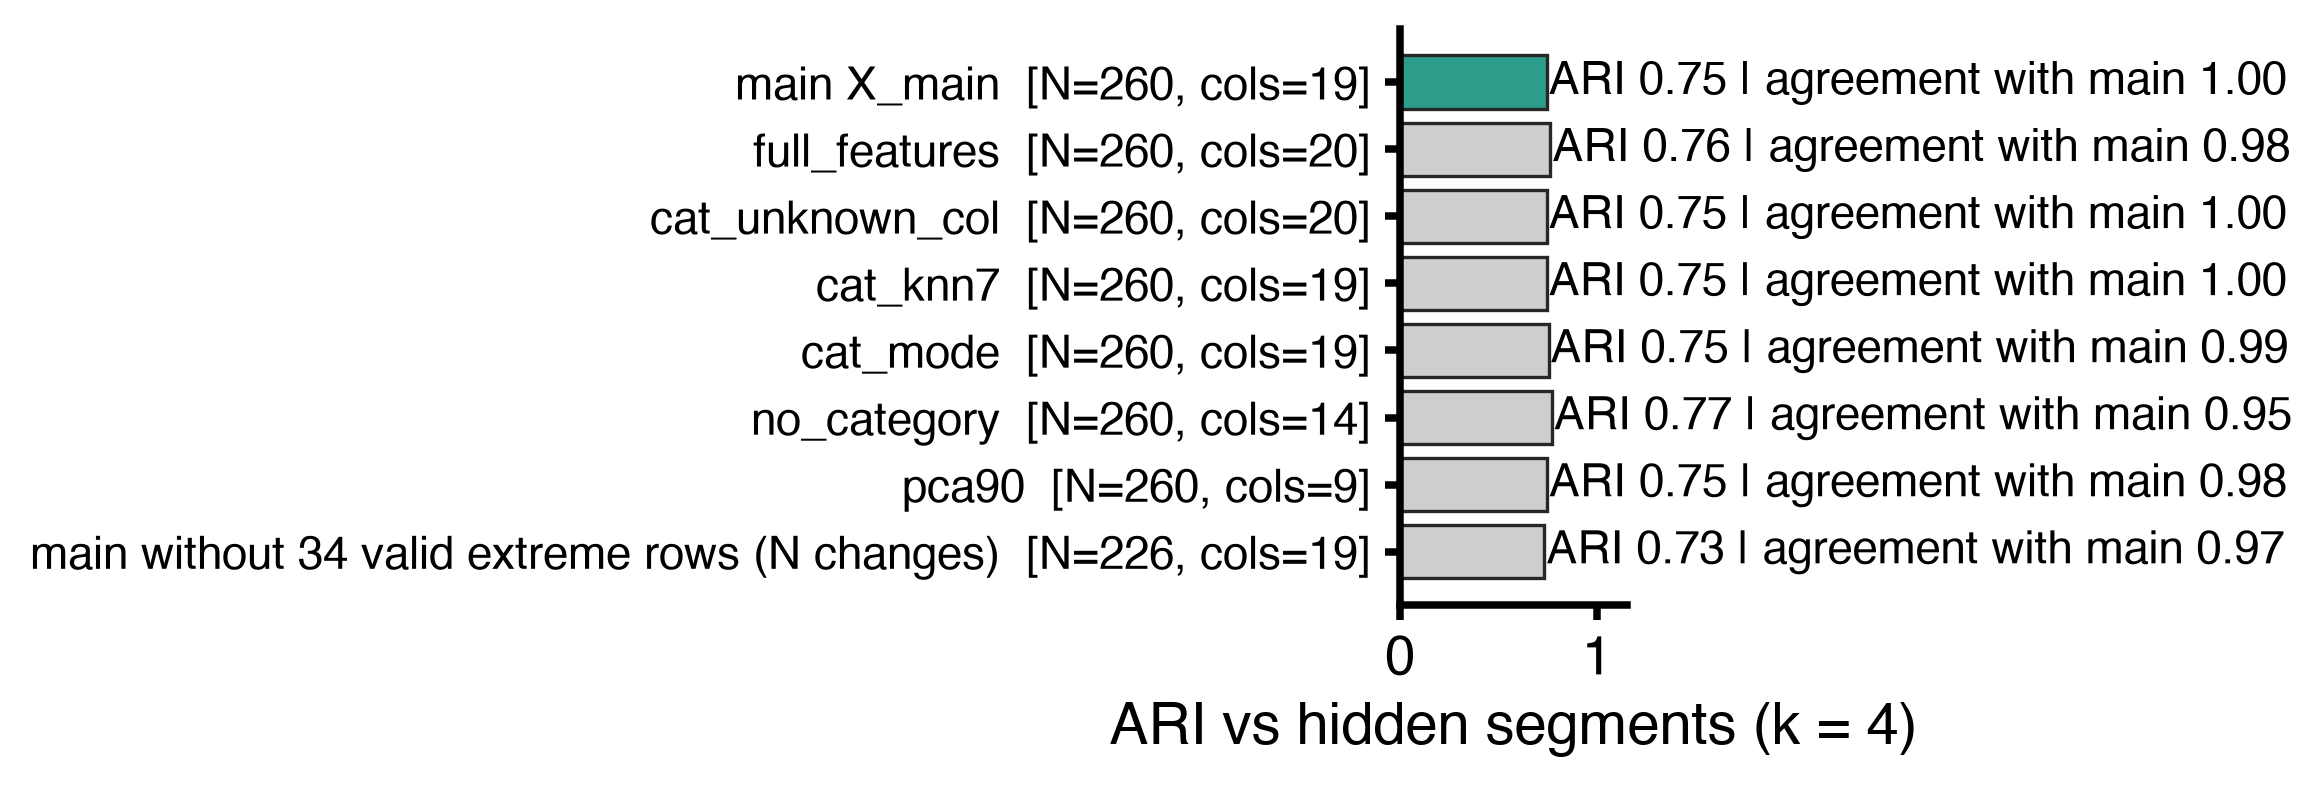 main X_main [N=260, cols=19] ARI 0.75 | agreement with main 1.00
full_features [N=260, cols=20] ARI 0.76 | agreement with main 0.98
cat_unknown_col [N=260, cols=20] ARI 0.75 | agreement with main 1.00
cat_knn7 [N=260, cols=19] ARI 0.75 | agreement with main 1.00
cat_mode [N=260, cols=19] ARI 0.75 | agreement with main 0.99
no_category [N=260, cols=14] ARI 0.77 | agreement with main 0.95
pca90 [N=260, cols=9] ARI 0.75 | agreement with main 0.98
main without 34 valid extreme rows (N changes) [N=226, cols=19] ARI 0.73 | agreement with main 0.97
0 1
ARI vs hidden segments (k = 4)